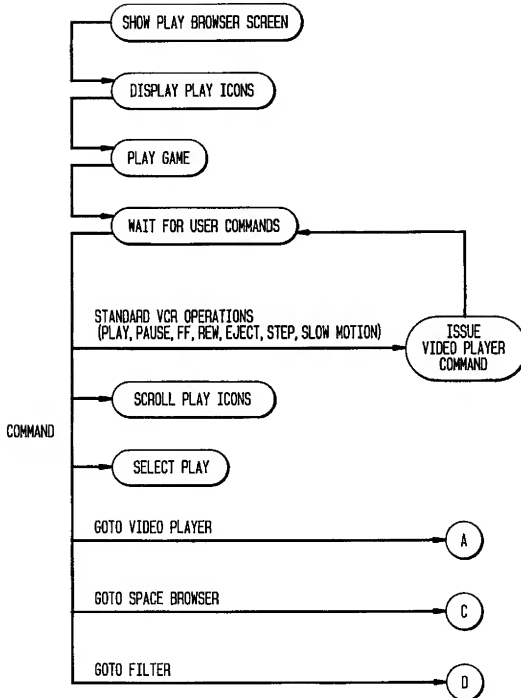 SHOW PLAY BROWSER SCREEN
DISPLAY PLAY ICONS
PLAY GAME
WAIT FOR USER COMMANDS
STANDARD VCR OPERATIONS
(PLAY, PAUSE, FF, REW, EJECT, STEP, SLOW MOTION)
ISSUE
VIDEO PLAYER
COMMAND
SCROLL PLAY ICONS
COMMAND
SELECT PLAY
GOTO VIDEO PLAYER
A
GOTO SPACE BROWSER
C
GOTO FILTER
D